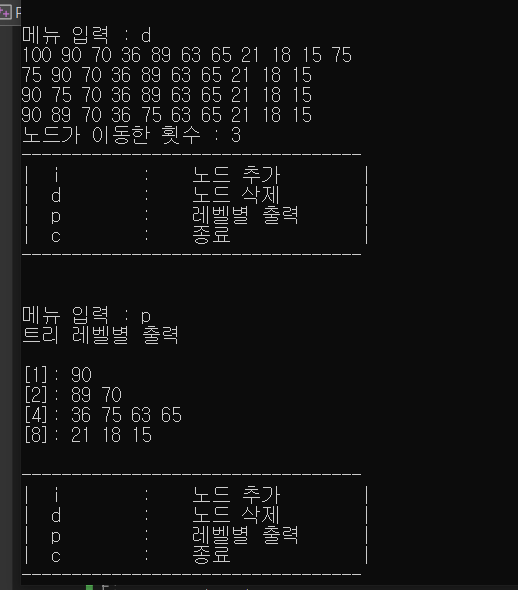 메뉴 입력 : d
100 90 70 36 89 63 65 21 18 15 75
75 90 70 36 89 63 65 21 18 15
90 75 70 36 89 63 65 21 18 15
90 89 70 36 75 63 65 21 18 15
노드가 이동한 횟수 : 3
----------------------------------
| i : 노드 추가 |
| d : 노드 삭제 |
| p : 레벨별 출력 |
| c : 종료 |
----------------------------------
메뉴 입력 : p
트리 레벨별 출력
[1]: 90
[2]: 89 70
[4]: 36 75 63 65
[8]: 21 18 15
----------------------------------
| i : 노드 추가 |
| d : 노드 삭제 |
| p : 레벨별 출력 |
| c : 종료 |
----------------------------------